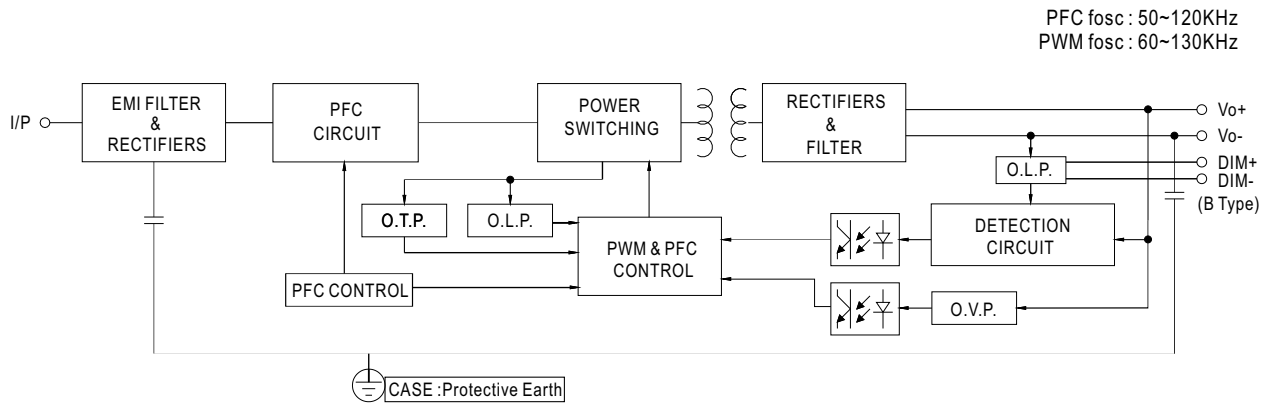 PFC fosc : 50~120KHz
PWM fosc : 60~130KHz
I/P
EMI FILTER
&
RECTIFIERS
PFC
CIRCUIT
POWER
SWITCHING
RECTIFIERS
&
FILTER
Vo+
Vo-
DIM+
DIM-
(B Type)
O.L.P.
O.T.P.
O.L.P.
PWM & PFC
CONTROL
DETECTION
CIRCUIT
PFC CONTROL
O.V.P.
CASE :Protective Earth